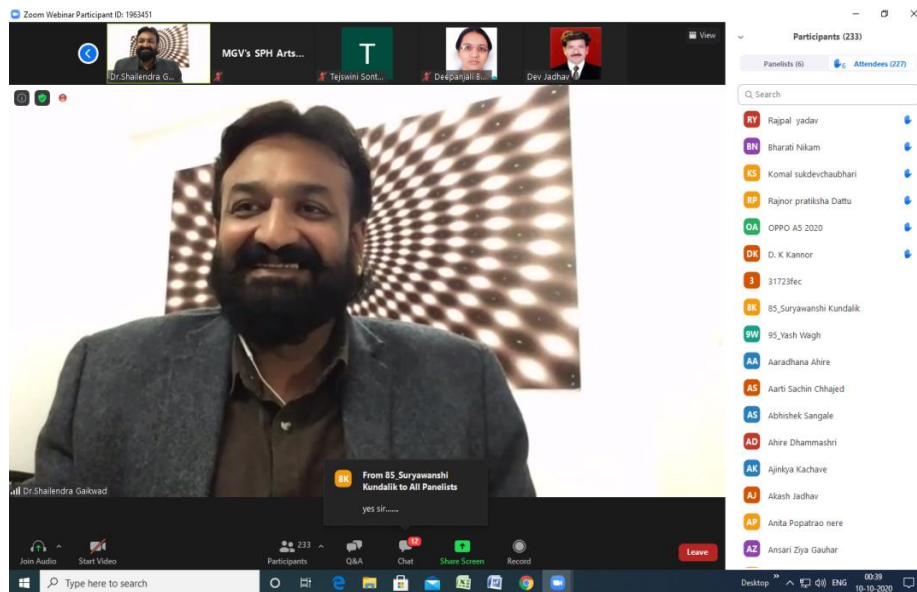 Zoom Webinar Participant ID: 1963451
Dr.Shailendra G...
MGV's SPH Arts...
T
Tejswini Sont...
Deepanjali B...
Dev Jadhav
View
Participants (233)
Panelists (6)
6 Attendees (227)
Search
RY Rajpal yadav
BN Bharati Nikam
KS Komal sukdevchaubhari
RP Rajnor pratiksha Dattu
OA OPPO A5 2020
DK D. K Kannor
3 31723fec
8K 85_Suryawanshi Kundalik
9W 95_Yash Wagh
AA Aaradhana Ahire
AS Aarti Sachin Chhajed
AS Abhishek Sangale
AD Ahire Dhammashri
AK Ajinkya Kachave
AJ Akash Jadhav
AP Anita Popatrao nere
AZ Ansari Ziya Gauhar
8K
From 85_Suryawanshi
Kundalik to All Panelists
yes sir......
Dr.Shailendra Gaikwad
Join Audio
Start Video
233
Participants
Q&A
12
Chat
Share Screen
Record
Leave
Type here to search
Desktop
ENG
00:39
10-10-2020